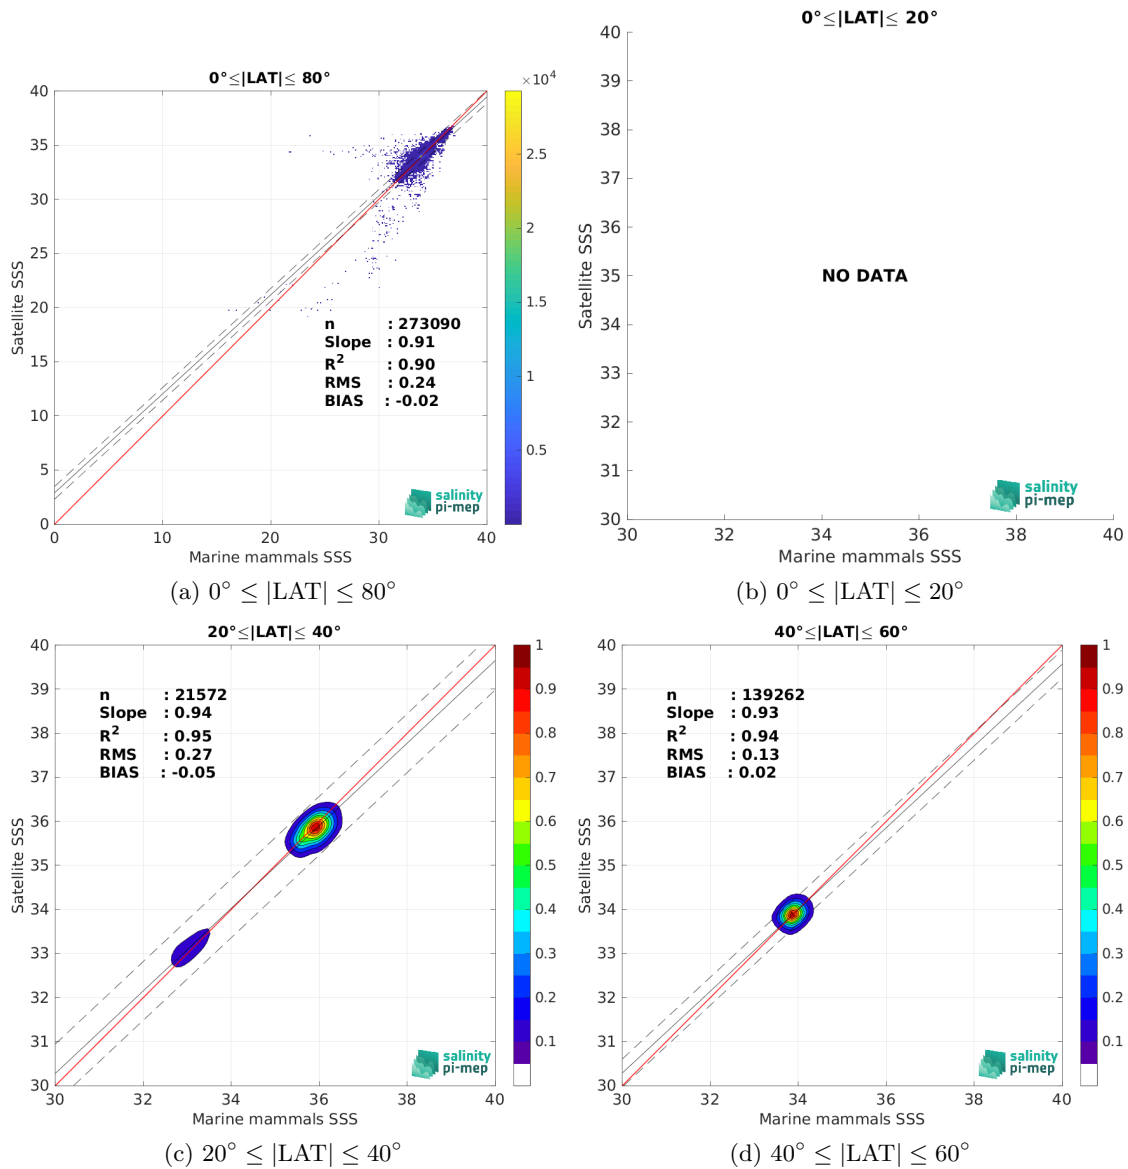 0°≤|LAT|≤ 80°
×10⁴
40
35
30
25
20
15
10
5
0
0 10 20 30 40
2.5
2
1.5
1
0.5
Satellite SSS
Marine mammals SSS
n : 273090
Slope : 0.91
R² : 0.90
RMS : 0.24
BIAS : -0.02
salinity
pi-mep
(a) 0° ≤ |LAT| ≤ 80°
0°≤|LAT|≤ 20°
40
39
38
37
36
35
34
33
32
31
30
30 32 34 36 38 40
Satellite SSS
Marine mammals SSS
NO DATA
salinity
pi-mep
(b) 0° ≤ |LAT| ≤ 20°
20°≤|LAT|≤ 40°
40
39
38
37
36
35
34
33
32
31
30
30 32 34 36 38 40
1
0.9
0.8
0.7
0.6
0.5
0.4
0.3
0.2
0.1
Satellite SSS
Marine mammals SSS
n : 21572
Slope : 0.94
R² : 0.95
RMS : 0.27
BIAS : -0.05
salinity
pi-mep
(c) 20° ≤ |LAT| ≤ 40°
40°≤|LAT|≤ 60°
40
39
38
37
36
35
34
33
32
31
30
30 32 34 36 38 40
1
0.9
0.8
0.7
0.6
0.5
0.4
0.3
0.2
0.1
Satellite SSS
Marine mammals SSS
n : 139262
Slope : 0.93
R² : 0.94
RMS : 0.13
BIAS : 0.02
salinity
pi-mep
(d) 40° ≤ |LAT| ≤ 60°